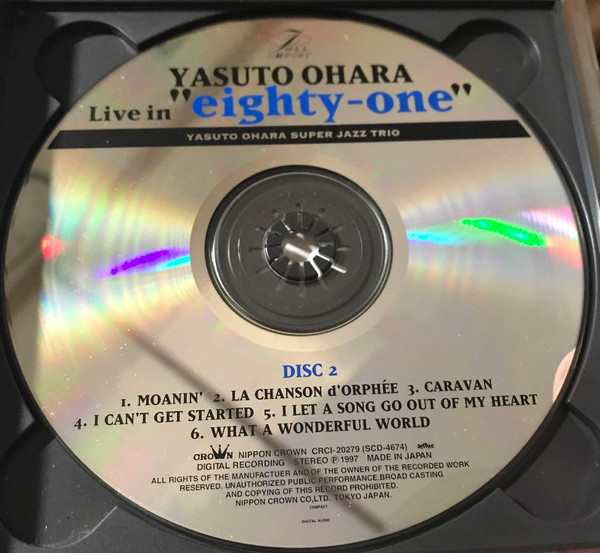 YASUTO OHARA
Live in "eighty-one"
YASUTO OHARA SUPER JAZZ TRIO
DISC 2
1. MOANIN' 2. LA CHANSON d'ORPHÉE 3. CARAVAN
4. I CAN'T GET STARTED 5. I LET A SONG GO OUT OF MY HEART
6. WHAT A WONDERFUL WORLD
CROWN NIPPON CROWN CRCI-20279 (SCD-4674)
DIGITAL RECORDING STEREO Ⓟ 1997 MADE IN JAPAN
ALL RIGHTS OF THE MANUFACTUER AND OF THE OWNER OF THE RECORDED WORK
RESERVED. UNAUTHORIZED PUBLIC PERFORMANCE.BROAD CASTING
AND COPYING OF THIS RECORD PROHIBITED.
NIPPON CROWN CO,LTD. TOKYO JAPAN.
COMPACT
DIGITAL AUDIO